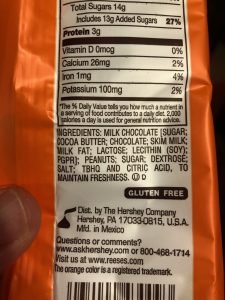 Total Sugars 14g
Includes 13g Added Sugars 27%
Protein 3g
Vitamin D 0mcg 0%
Calcium 26mg 2%
Iron 1mg 4%
Potassium 100mg 2%
*The % Daily Value tells you how much a nutrient in
a serving of food contributes to a daily diet. 2,000
calories a day is used for general nutrition advice.
INGREDIENTS: MILK CHOCOLATE [SUGAR;
COCOA BUTTER; CHOCOLATE; SKIM MILK;
MILK FAT; LACTOSE; LECITHIN (SOY);
PGPR]; PEANUTS; SUGAR; DEXTROSE;
SALT; TBHQ AND CITRIC ACID, TO
MAINTAIN FRESHNESS. Ⓤ D
GLUTEN FREE
Dist. by The Hershey Company
Hershey, PA 17033-0815, U.S.A.
Mfd. in Mexico
Questions or comments?
www.askhershey.com or 800-468-1714
Visit us at www.reeses.com
The orange color is a registered trademark.